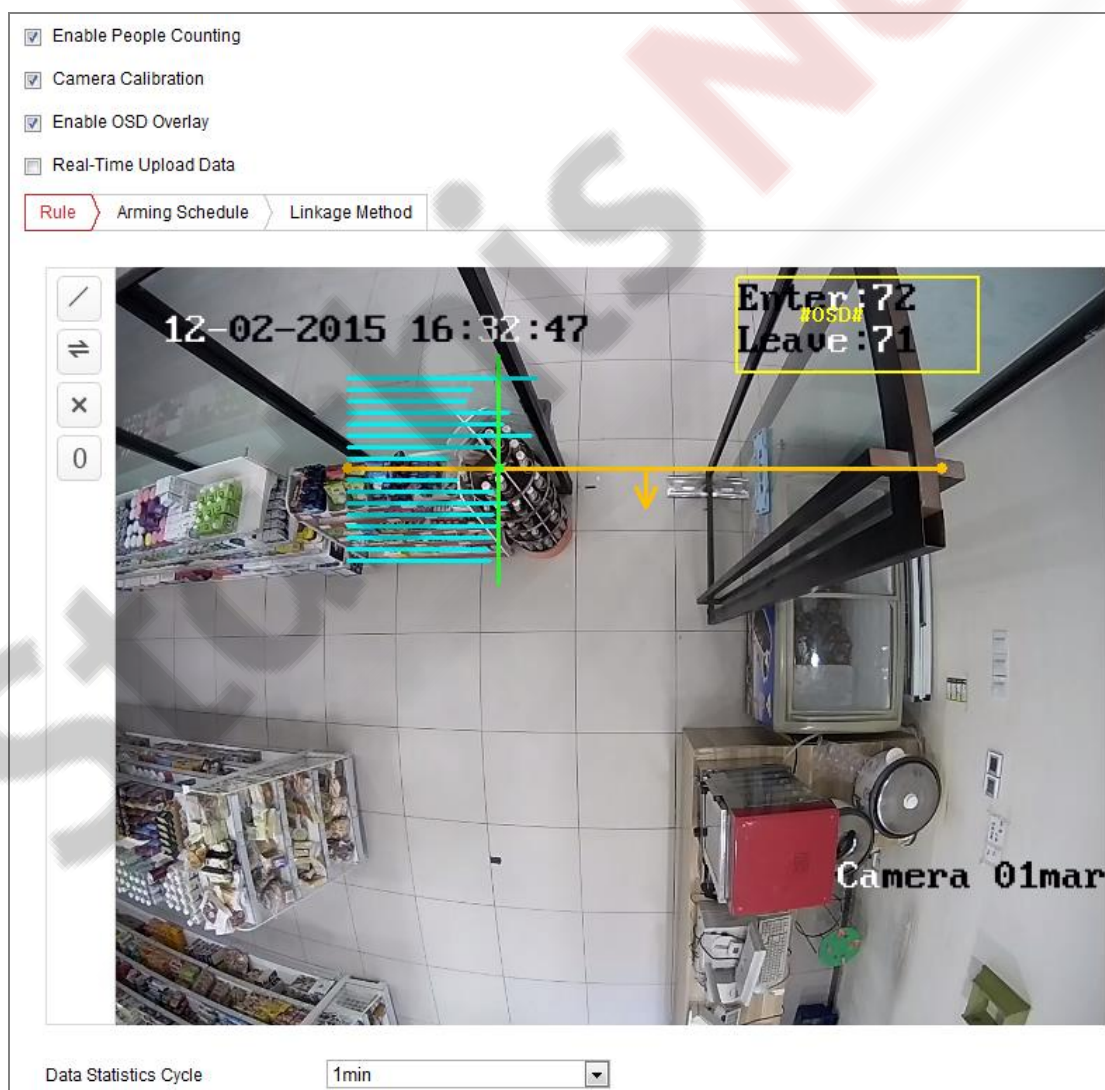 Enable People Counting
Camera Calibration
Enable OSD Overlay
Real-Time Upload Data
Rule
Arming Schedule
Linkage Method
12-02-2015 16:32:47
Enter:72
#OSD#
Leave:71
0
Camera 01mar
Data Statistics Cycle
1min
Starkis